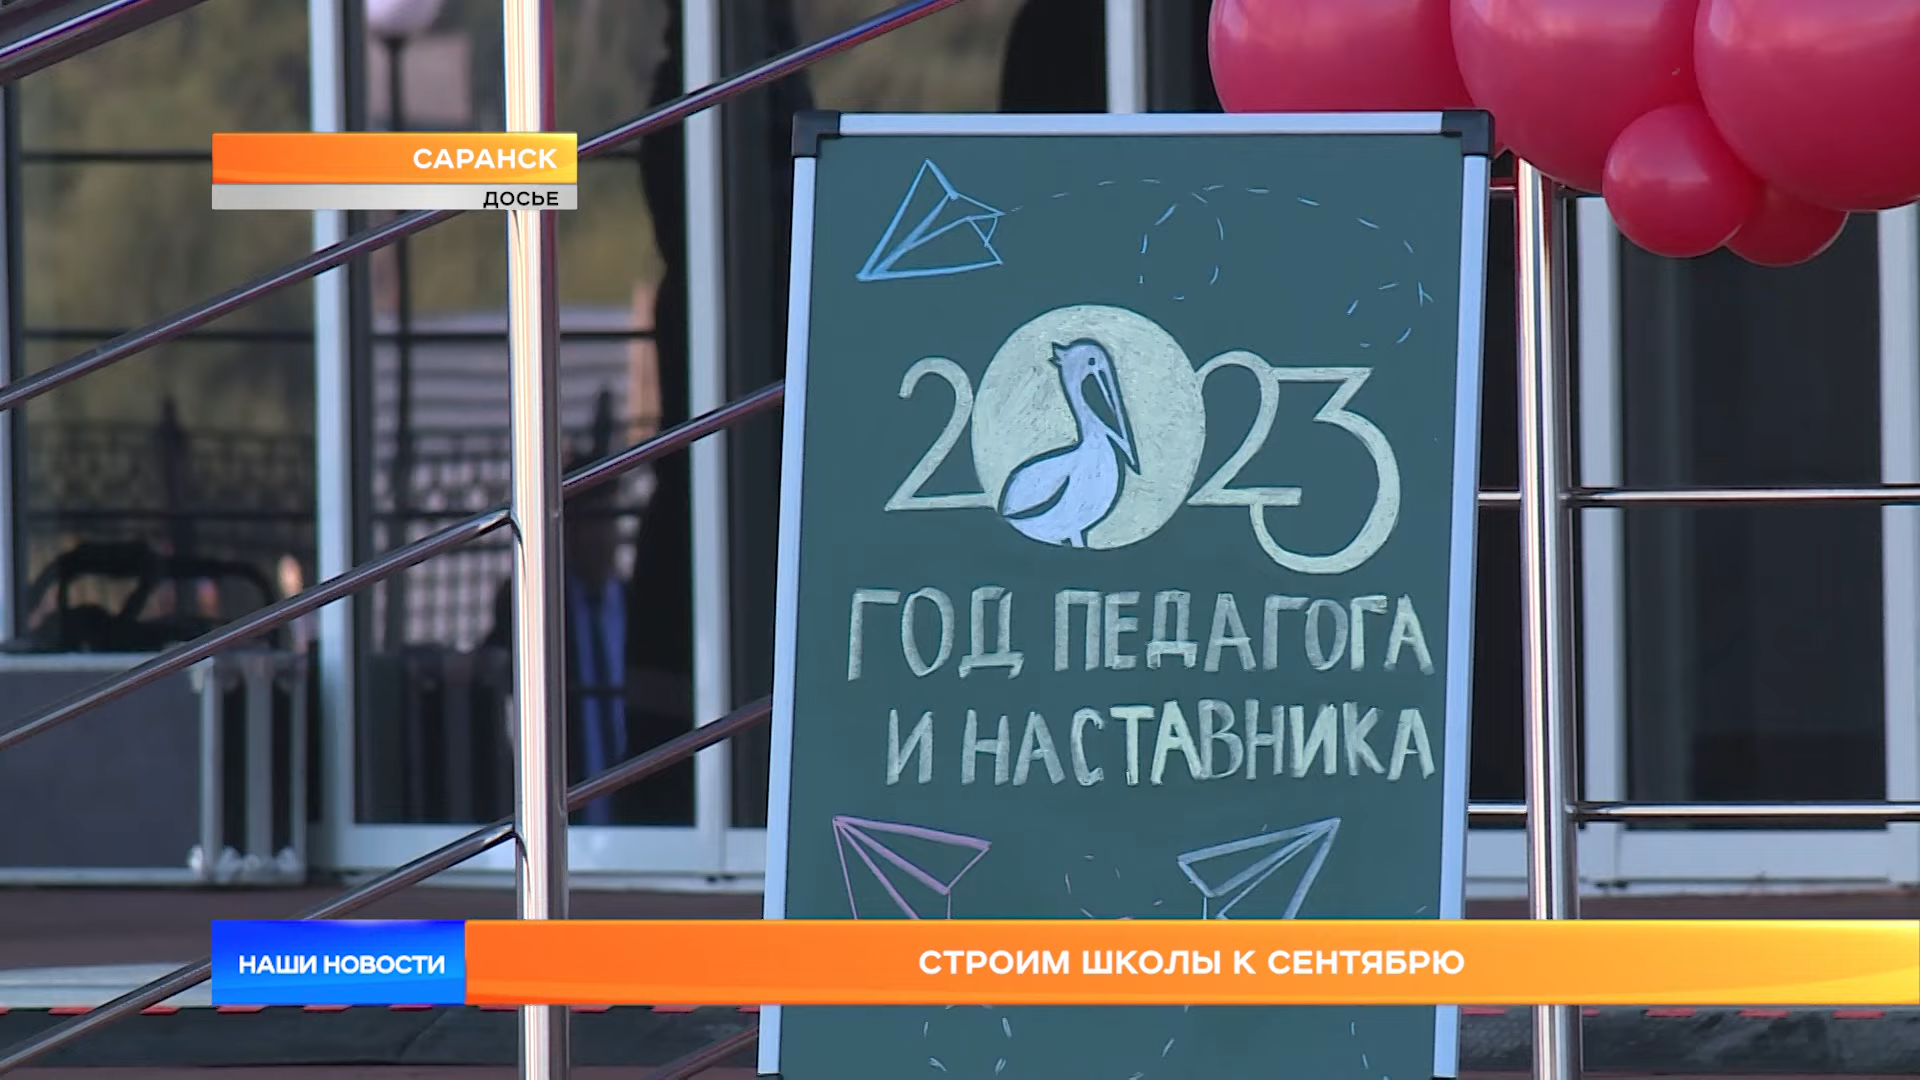 САРАНСК
ДОСЬЕ
2023
ГОД ПЕДАГОГА
И НАСТАВНИКА
НАШИ НОВОСТИ
СТРОИМ ШКОЛЫ К СЕНТЯБРЮ